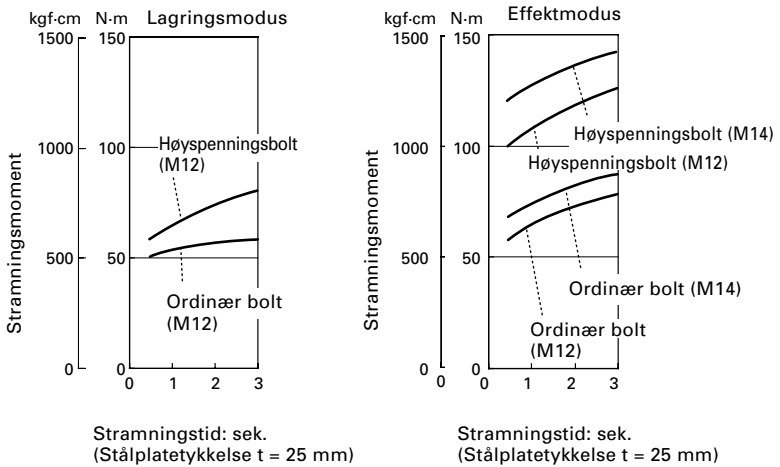 Lagringsmodus
kgf·cm N·m
1500 150
1000 100
500 50
0 0
0 1 2 3
Stramningsmoment
Høyspenningsbolt
(M12)
Ordinær bolt
(M12)
Stramningstid: sek.
(Stålplatetykkelse t = 25 mm)
Effektmodus
kgf·cm N·m
1500 150
1000 100
500 50
0 0
0 0 1 2 3
Stramningsmoment
Høyspenningsbolt (M14)
Høyspenningsbolt (M12)
Ordinær bolt (M14)
Ordinær bolt
(M12)
Stramningstid: sek.
(Stålplatetykkelse t = 25 mm)